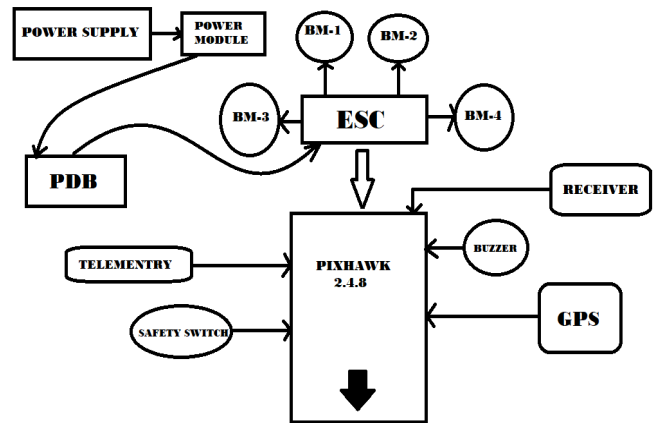 POWER SUPPLY
POWER
MODULE
BM-1
BM-2
BM-3
ESC
BM-4
PDB
RECEIVER
BUZZER
TELEMENTRY
PIXHAWK
2.4.8
SAFETY SWITCH
GPS